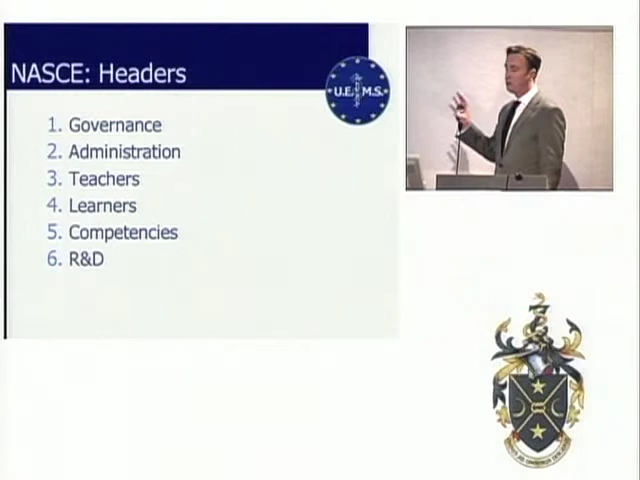 NASCE: Headers
U.E.M.S.
1. Governance
2. Administration
3. Teachers
4. Learners
5. Competencies
6. R&D